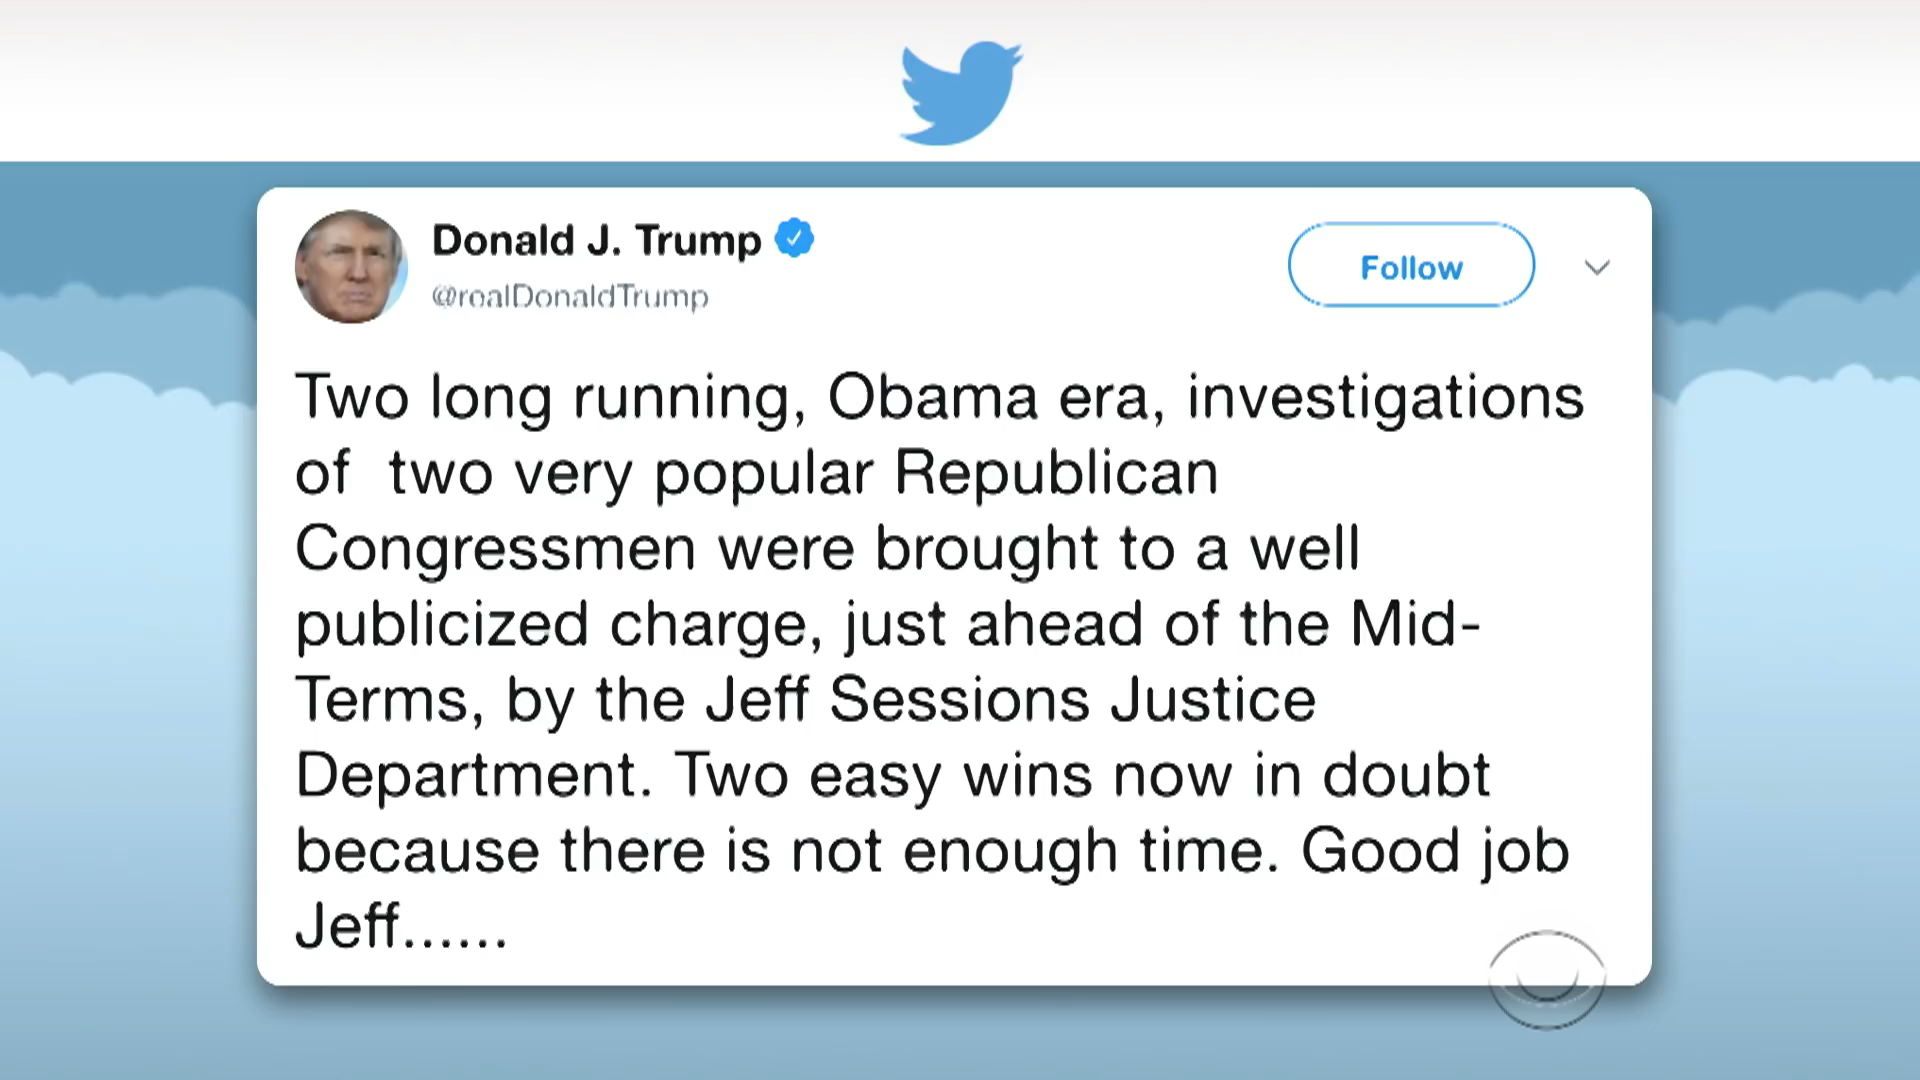 Donald J. Trump
@realDonaldTrump
Follow
Two long running, Obama era, investigations
of two very popular Republican
Congressmen were brought to a well
publicized charge, just ahead of the Mid-
Terms, by the Jeff Sessions Justice
Department. Two easy wins now in doubt
because there is not enough time. Good job
Jeff......